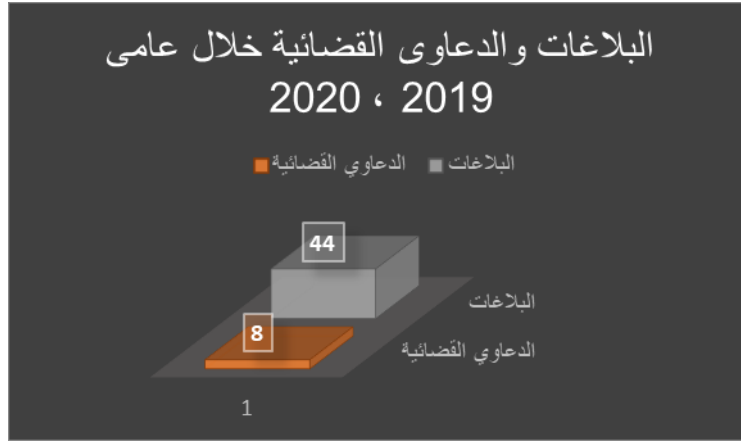 البلاغات والدعاوى القضائية خلال عامى
2019 ، 2020
البلاغات الدعاوي القضائية
44
البلاغات
8
الدعاوي القضائية
1